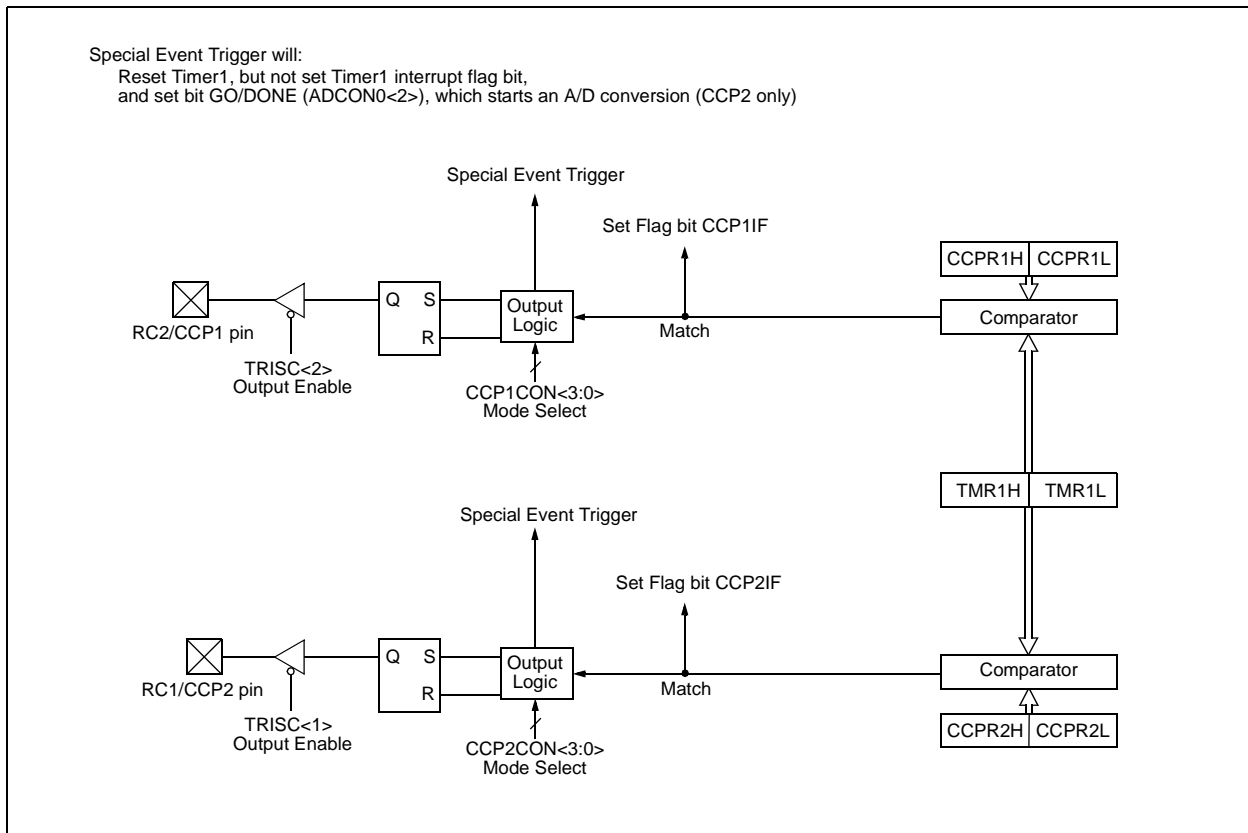 Special Event Trigger will:
Reset Timer1, but not set Timer1 interrupt flag bit,
and set bit GO/DONE (ADCON0<2>), which starts an A/D conversion (CCP2 only)
Special Event Trigger
Set Flag bit CCP1IF
CCPR1H CCPR1L
Q S
R
Output
Logic
Comparator
RC2/CCP1 pin
Match
TRISC<2>
Output Enable
CCP1CON<3:0>
Mode Select
TMR1H TMR1L
Special Event Trigger
Set Flag bit CCP2IF
Q S
R
Output
Logic
Comparator
RC1/CCP2 pin
Match
TRISC<1>
Output Enable
CCPR2H CCPR2L
CCP2CON<3:0>
Mode Select